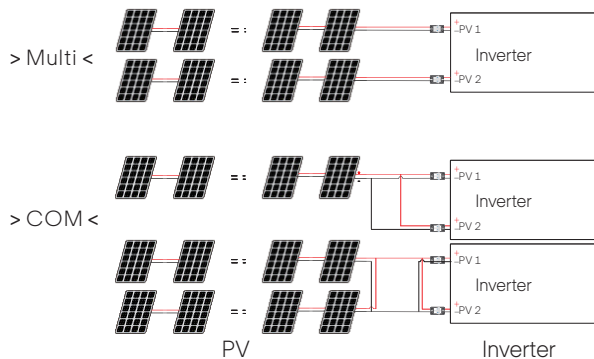 > Multi <
+
–PV 1
Inverter
+
–PV 2
> COM <
+
–PV 1
Inverter
+
–PV 2
+
–PV 1
Inverter
+
–PV 2
PV
Inverter